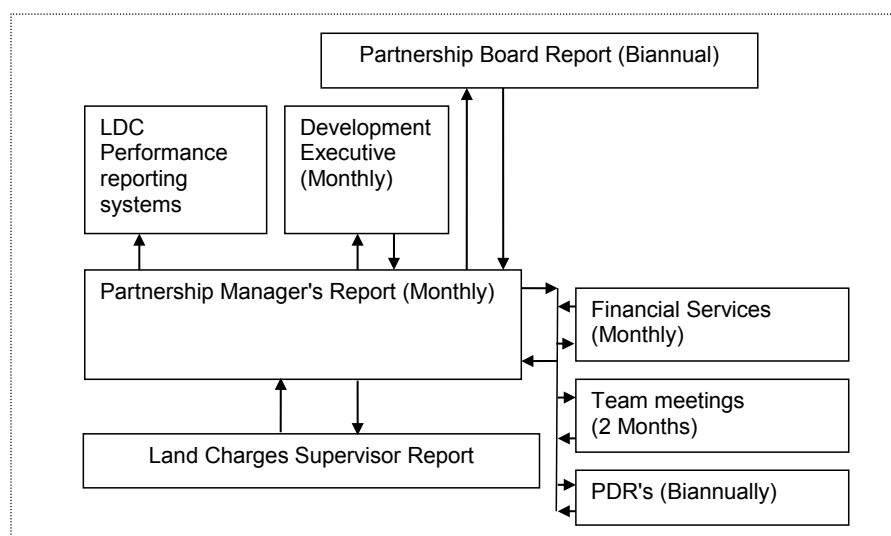 Partnership Board Report (Biannual)
LDC
Performance
reporting
systems
Development
Executive
(Monthly)
Partnership Manager's Report (Monthly)
Financial Services
(Monthly)
Team meetings
(2 Months)
Land Charges Supervisor Report
PDR's (Biannually)